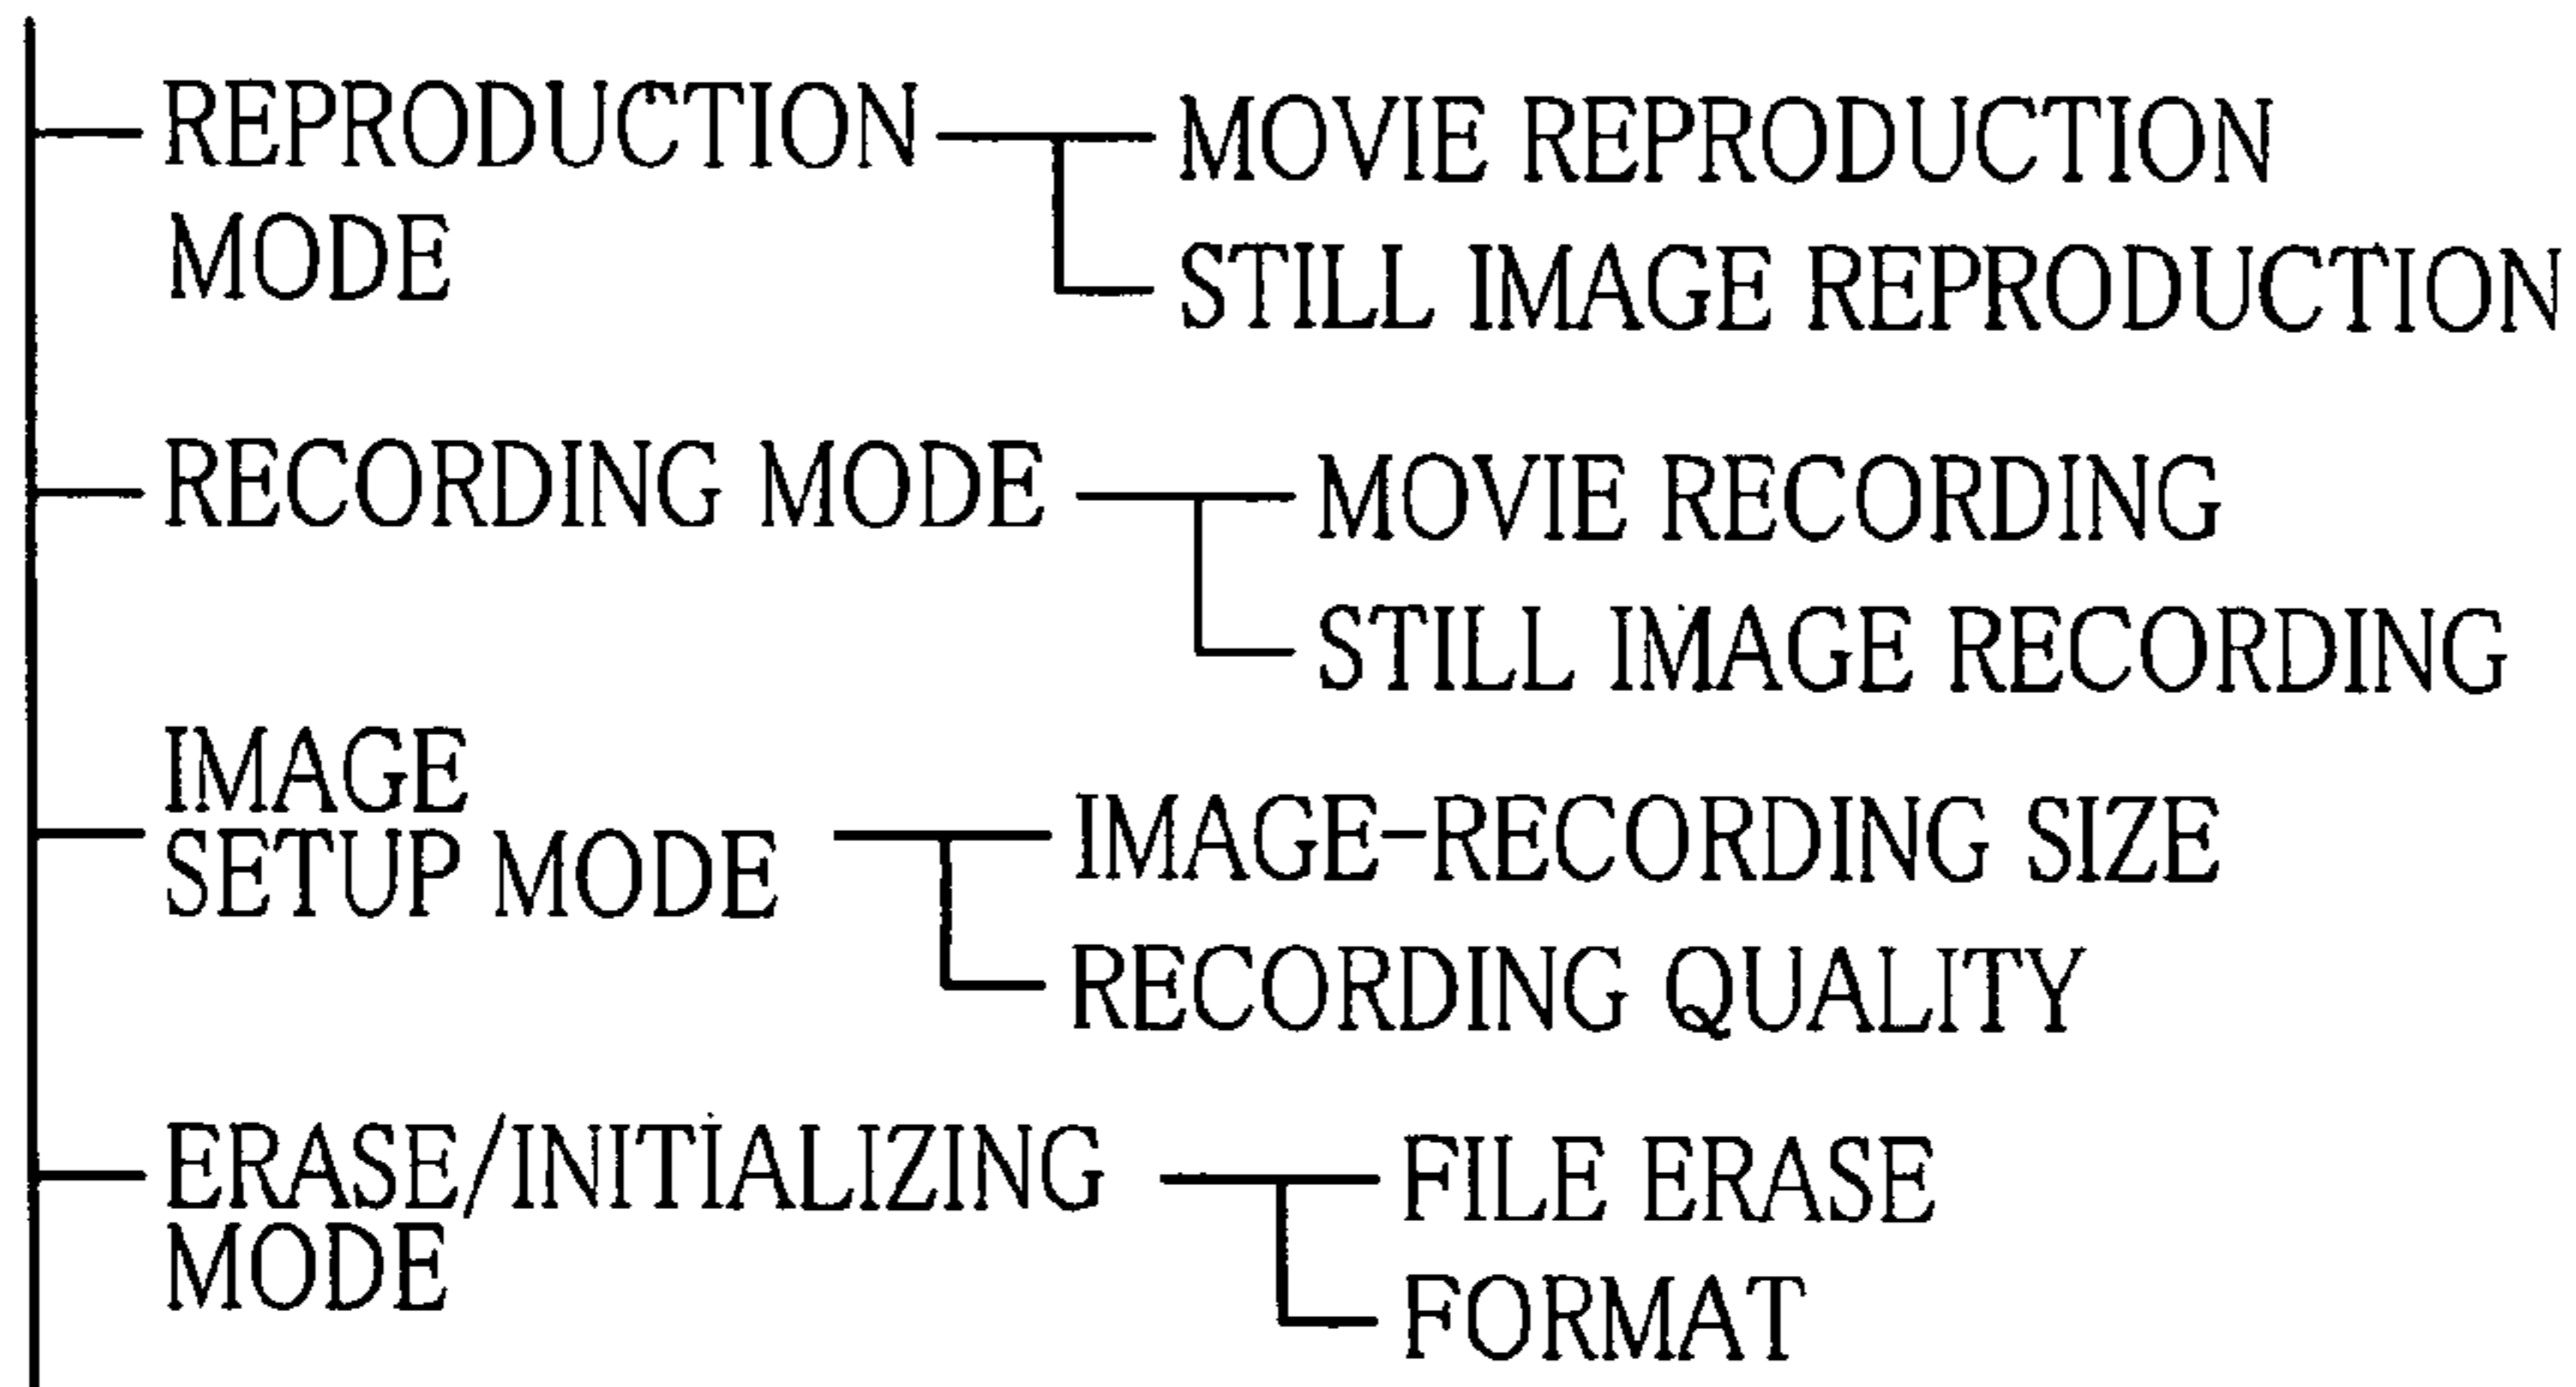 REPRODUCTION
MODE
MOVIE REPRODUCTION
STILL IMAGE REPRODUCTION
RECORDING MODE
MOVIE RECORDING
STILL IMAGE RECORDING
IMAGE
SETUP MODE
IMAGE-RECORDING SIZE
RECORDING QUALITY
ERASE/INITIALIZING
MODE
FILE ERASE
FORMAT